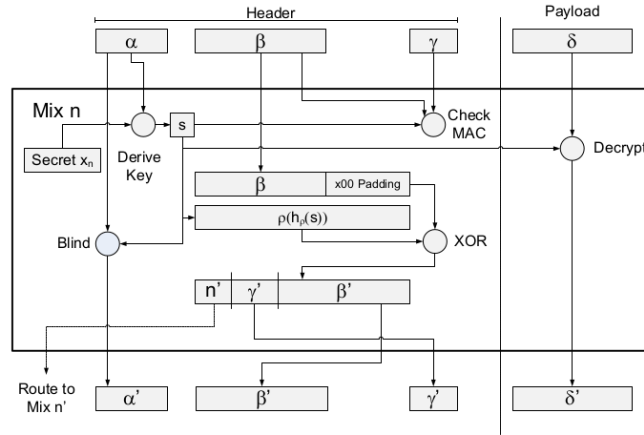 Header
Payload
α
β
γ
δ
Mix n
s
Check
MAC
Secret xₙ
Derive
Key
Decrypt
β
x00 Padding
ρ(hᵨ(s))
Blind
XOR
n’
γ’
β’
Route to
Mix n’
α’
β’
γ’
δ’